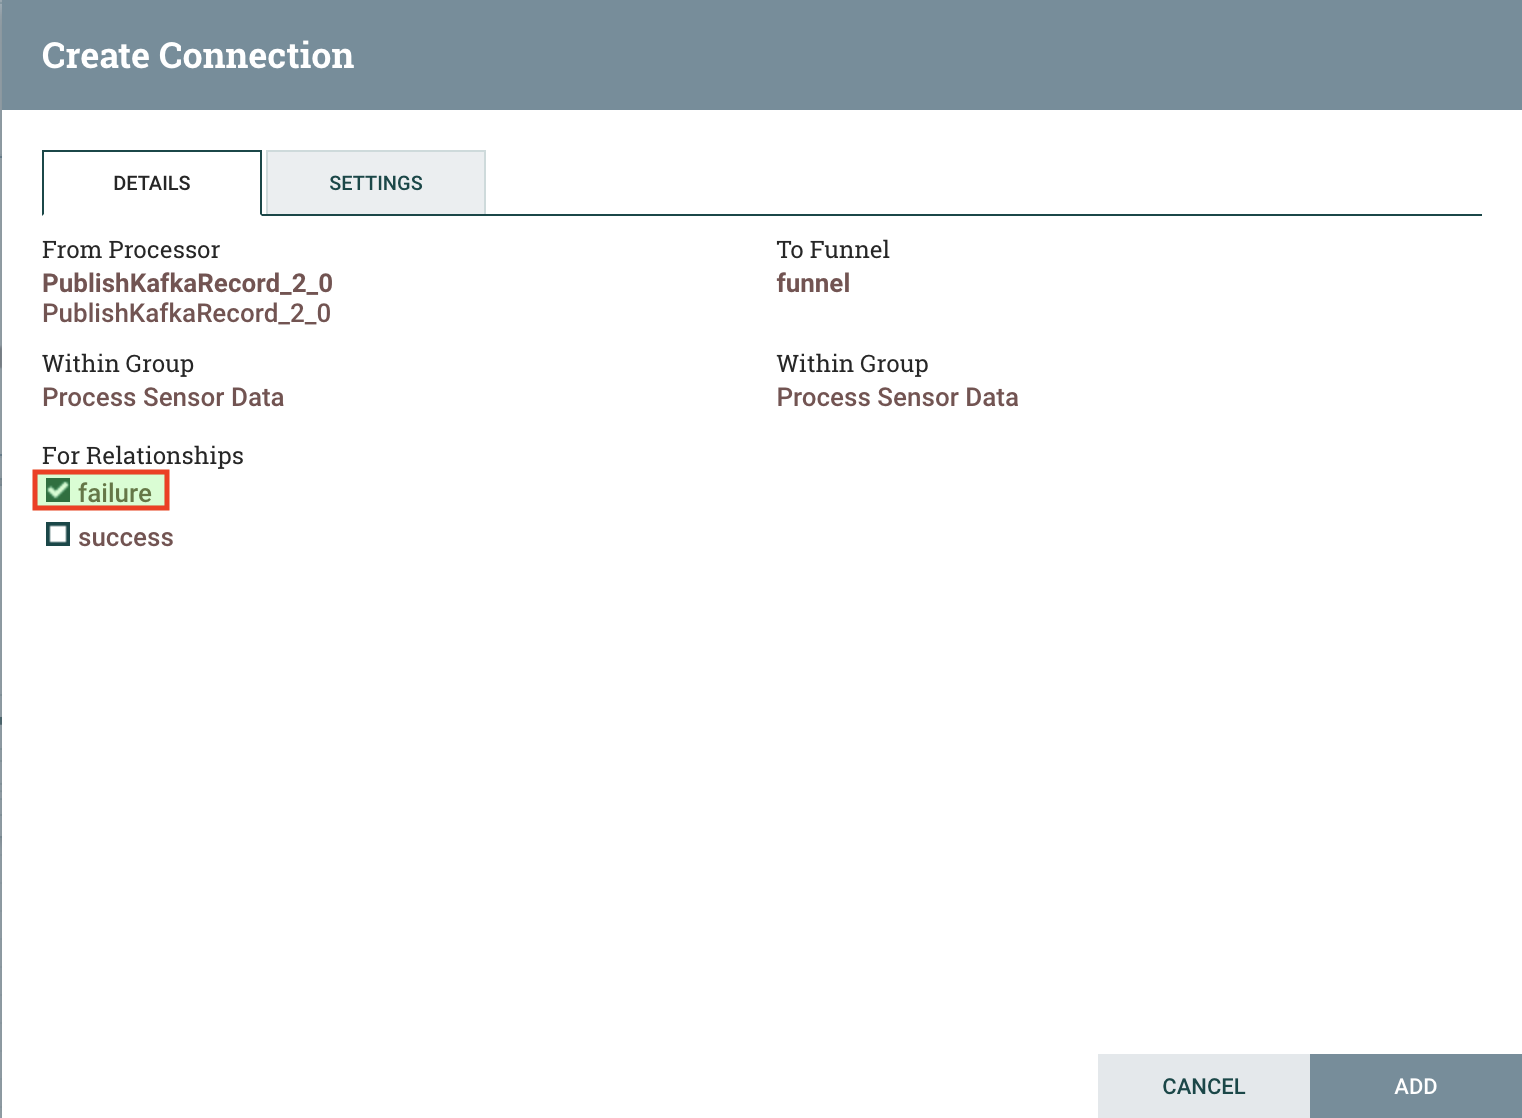 Create Connection
DETAILS
SETTINGS
From Processor
PublishKafkaRecord_2_0
PublishKafkaRecord_2_0
To Funnel
funnel
Within Group
Process Sensor Data
Within Group
Process Sensor Data
For Relationships
failure
success
CANCEL
ADD